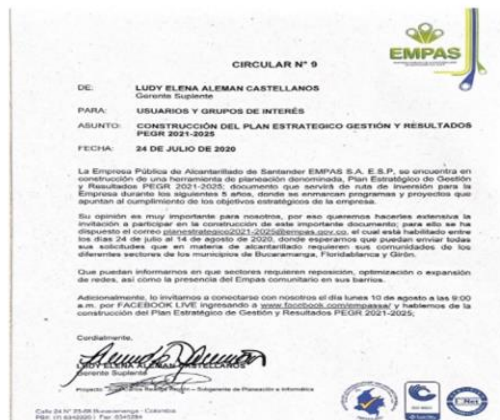 EMPAS
CIRCULAR N° 9
DE: LUDY ELENA ALEMAN CASTELLANOS
Gerente Suplente
PARA: USUARIOS Y GRUPOS DE INTERÉS
ASUNTO: CONSTRUCCIÓN DEL PLAN ESTRATEGICO GESTIÓN Y RESULTADOS
PEGR 2021-2025
FECHA: 24 DE JULIO DE 2020
La Empresa Pública de Alcantarillado de Santander EMPAS S.A. E.S.P, se encuentra en
construcción de una herramienta de planeación denominada, Plan Estratégico de Gestión
y Resultados PEGR 2021-2025; documento que servirá de ruta de inversión para la
Empresa durante los siguientes 5 años, donde se enmarcan programas y proyectos que
apuntan al cumplimiento de los objetivos estratégicos de la empresa.
Su opinión es muy importante para nosotros, por eso queremos hacerles extensiva la
invitación a participar en la construcción de este importante documento; para ello se ha
dispuesto el correo planestrategico2021-2025@empas.gov.co, el cual está habilitado entre
los días 24 de julio al 14 de agosto de 2020, donde esperamos que puedan enviar todas
sus solicitudes que en materia de alcantarillado requieren sus comunidades de los
diferentes sectores de los municipios de Bucaramanga, Floridablanca y Girón.
Que puedan informarnos en que sectores requieren reposición, optimización o expansión
de redes, así como la presencia del Empas comunitario en sus barrios.
Adicionalmente, lo invitamos a conectarse con nosotros el día lunes 10 de agosto a las 9:00
a.m. por FACEBOOK LIVE ingresando a www.facebook.com/empassa/ y hablemos de la
construcción del Plan Estratégico de Gestión y Resultados PEGR 2021-2025;
Cordialmente,
LUDY ELENA ALEMAN CASTELLANOS
Gerente Suplente
Proyectó: Subgerente de Planeación e Informática
Calle 24 N° 23-68 Bucaramanga - Colombia
IQNet